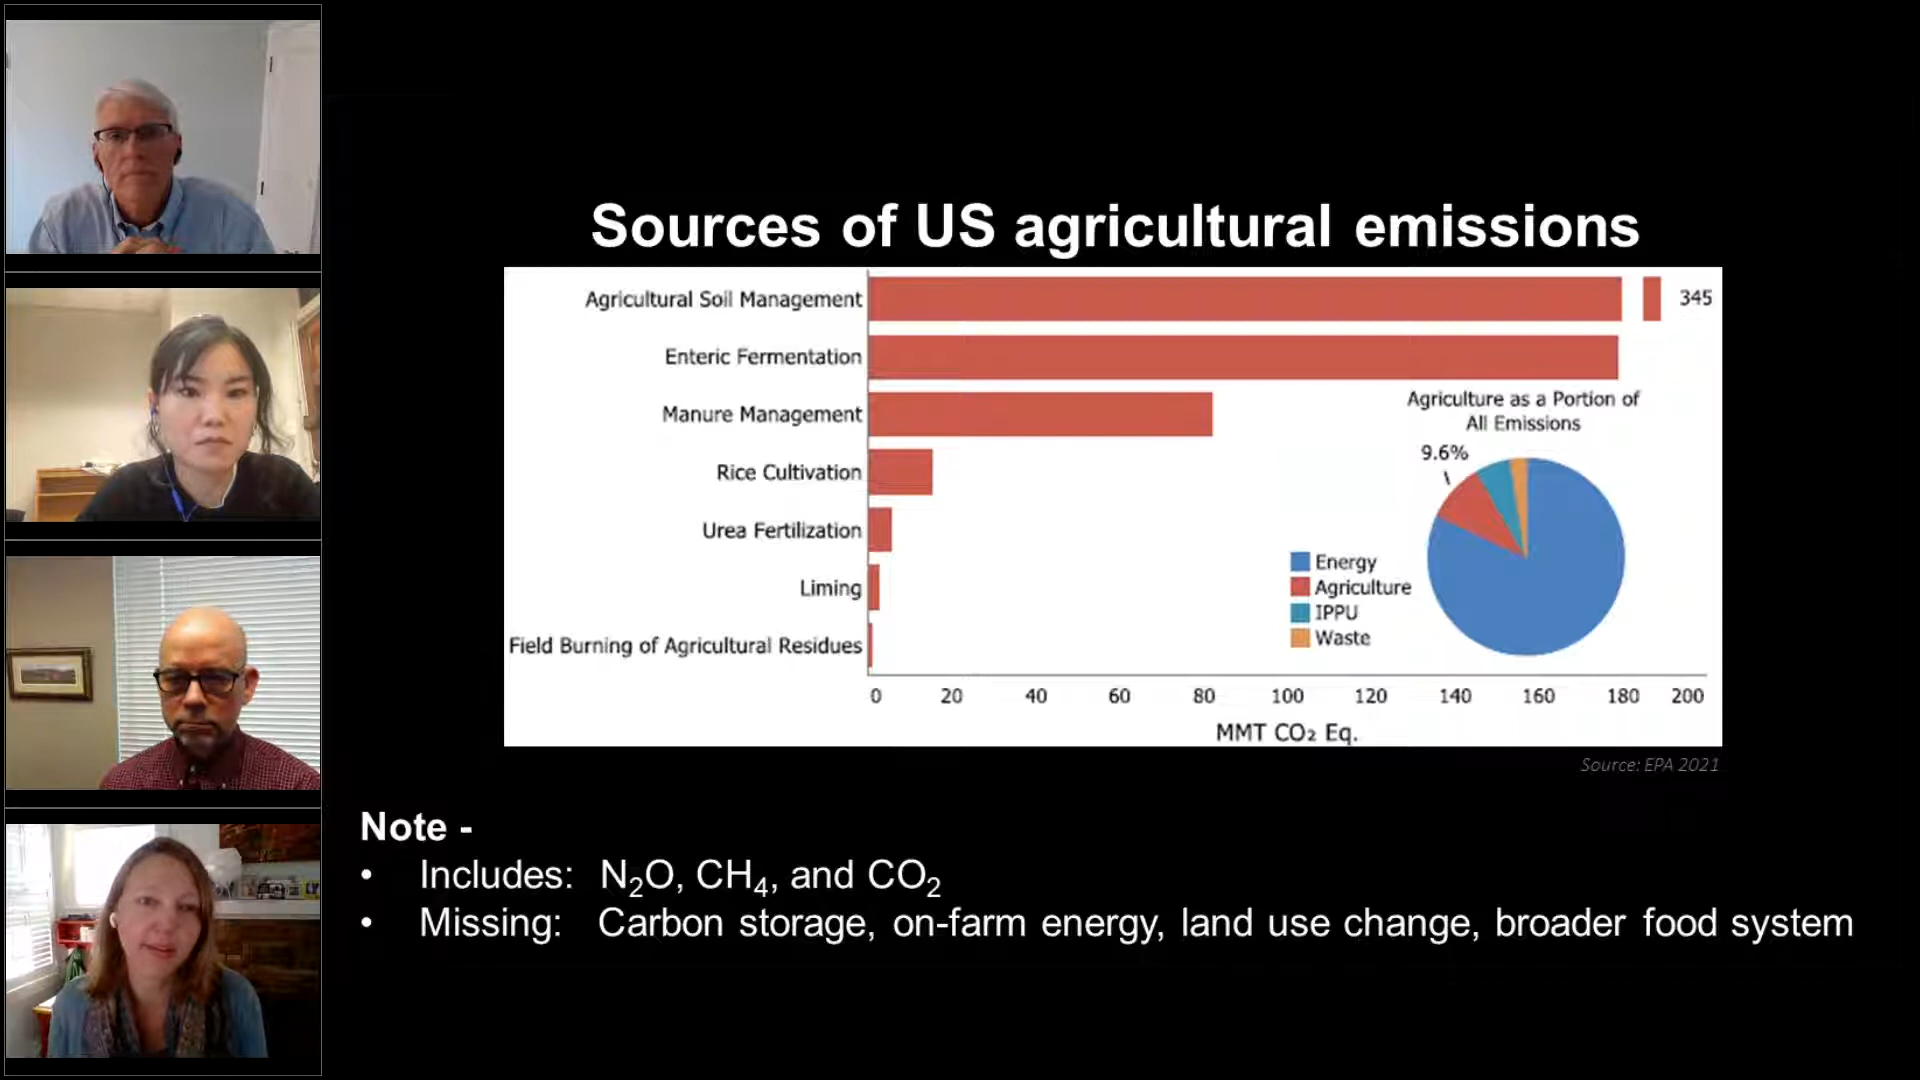 Sources of US agricultural emissions
Agricultural Soil Management
345
Enteric Fermentation
Manure Management
Rice Cultivation
Urea Fertilization
Liming
Field Burning of Agricultural Residues
0 20 40 60 80 100 120 140 160 180 200
MMT CO₂ Eq.
Agriculture as a Portion of
All Emissions
9.6%
Energy
Agriculture
IPPU
Waste
Source: EPA 2021
Note -
• Includes: N₂O, CH₄, and CO₂
• Missing: Carbon storage, on-farm energy, land use change, broader food system